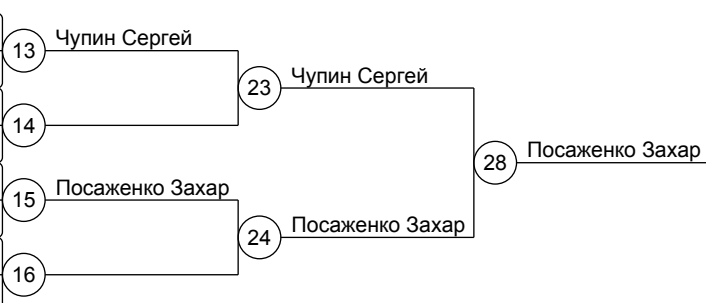 13 Чупин Сергей
23 Чупин Сергей
14
28 Посаженко Захар
15 Посаженко Захар
24 Посаженко Захар
16